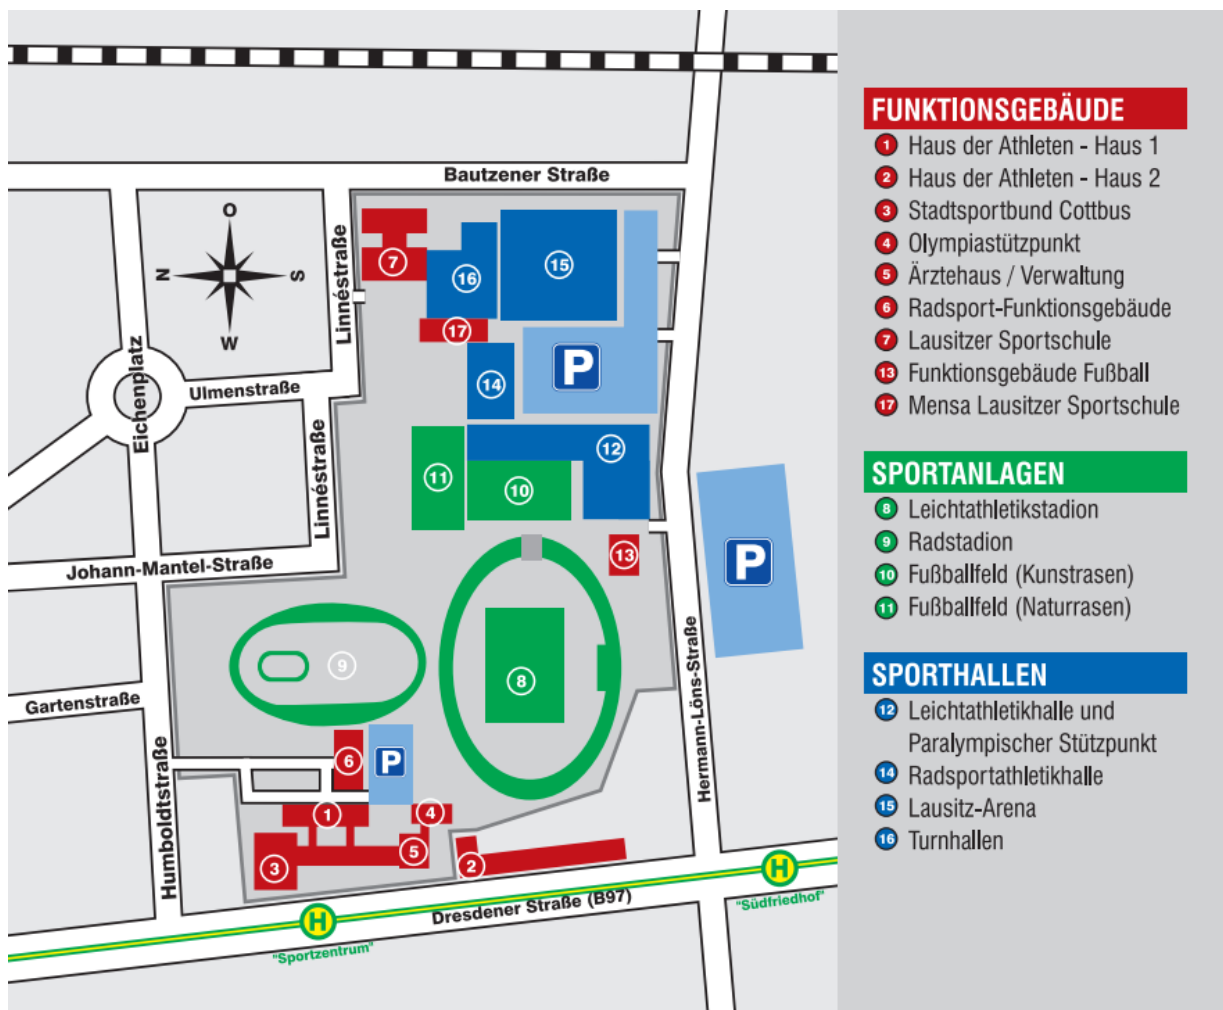 Bautzener Straße
O
N
S
W
Linnéstraße
Eichenplatz
Ulmenstraße
Linnéstraße
Johann-Mantel-Straße
Gartenstraße
Humboldtstraße
Hermann-Löns-Straße
Dresdener Straße (B97)
"Sportzentrum"
"Südfriedhof"
H
H
P
P
P
7
16
15
17
14
12
11
10
13
9
8
6
1
4
5
3
2
FUNKTIONSGEBÄUDE
1 Haus der Athleten - Haus 1
2 Haus der Athleten - Haus 2
3 Stadtsportbund Cottbus
4 Olympiastützpunkt
5 Ärztehaus / Verwaltung
6 Radsport-Funktionsgebäude
7 Lausitzer Sportschule
13 Funktionsgebäude Fußball
17 Mensa Lausitzer Sportschule
SPORTANLAGEN
8 Leichtathletikstadion
9 Radstadion
10 Fußballfeld (Kunstrasen)
11 Fußballfeld (Naturrasen)
SPORTHALLEN
12 Leichtathletikhalle und
Paralympischer Stützpunkt
14 Radsportathletikhalle
15 Lausitz-Arena
16 Turnhallen